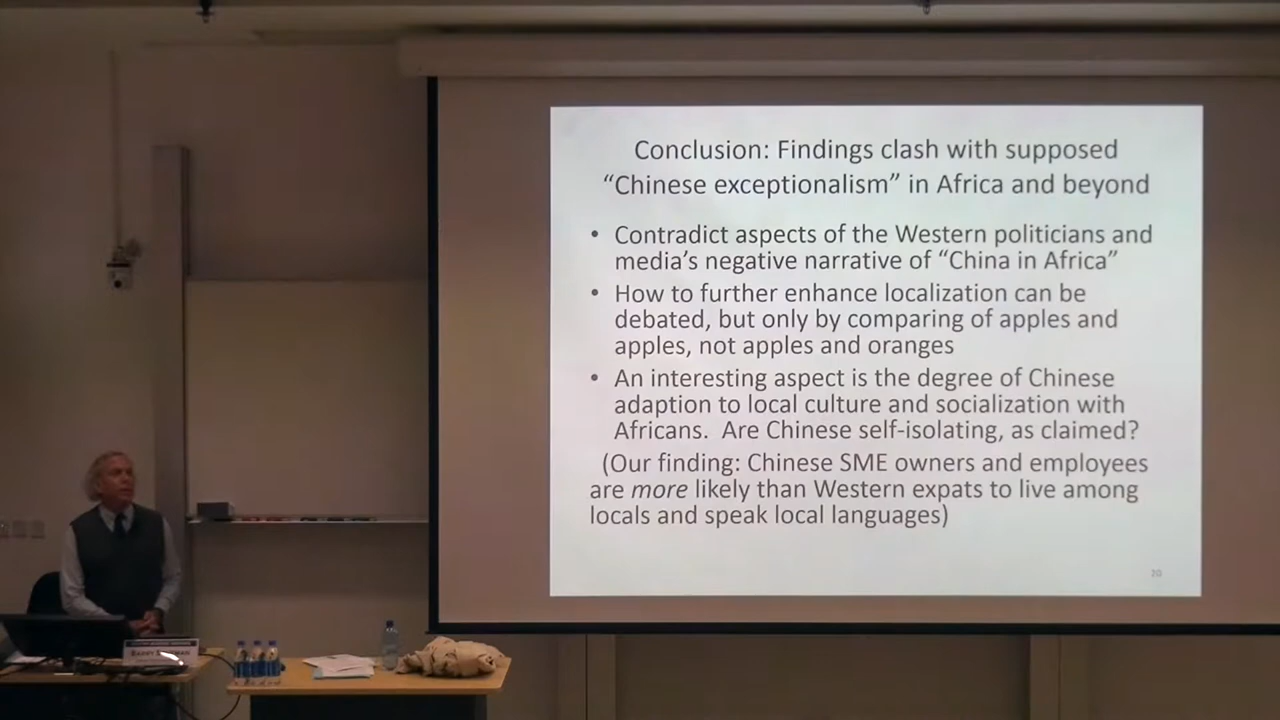 Conclusion: Findings clash with supposed
“Chinese exceptionalism” in Africa and beyond
• Contradict aspects of the Western politicians and
media’s negative narrative of “China in Africa”
• How to further enhance localization can be
debated, but only by comparing of apples and
apples, not apples and oranges
• An interesting aspect is the degree of Chinese
adaption to local culture and socialization with
Africans. Are Chinese self-isolating, as claimed?
(Our finding: Chinese SME owners and employees
are more likely than Western expats to live among
locals and speak local languages)
20
BARRY